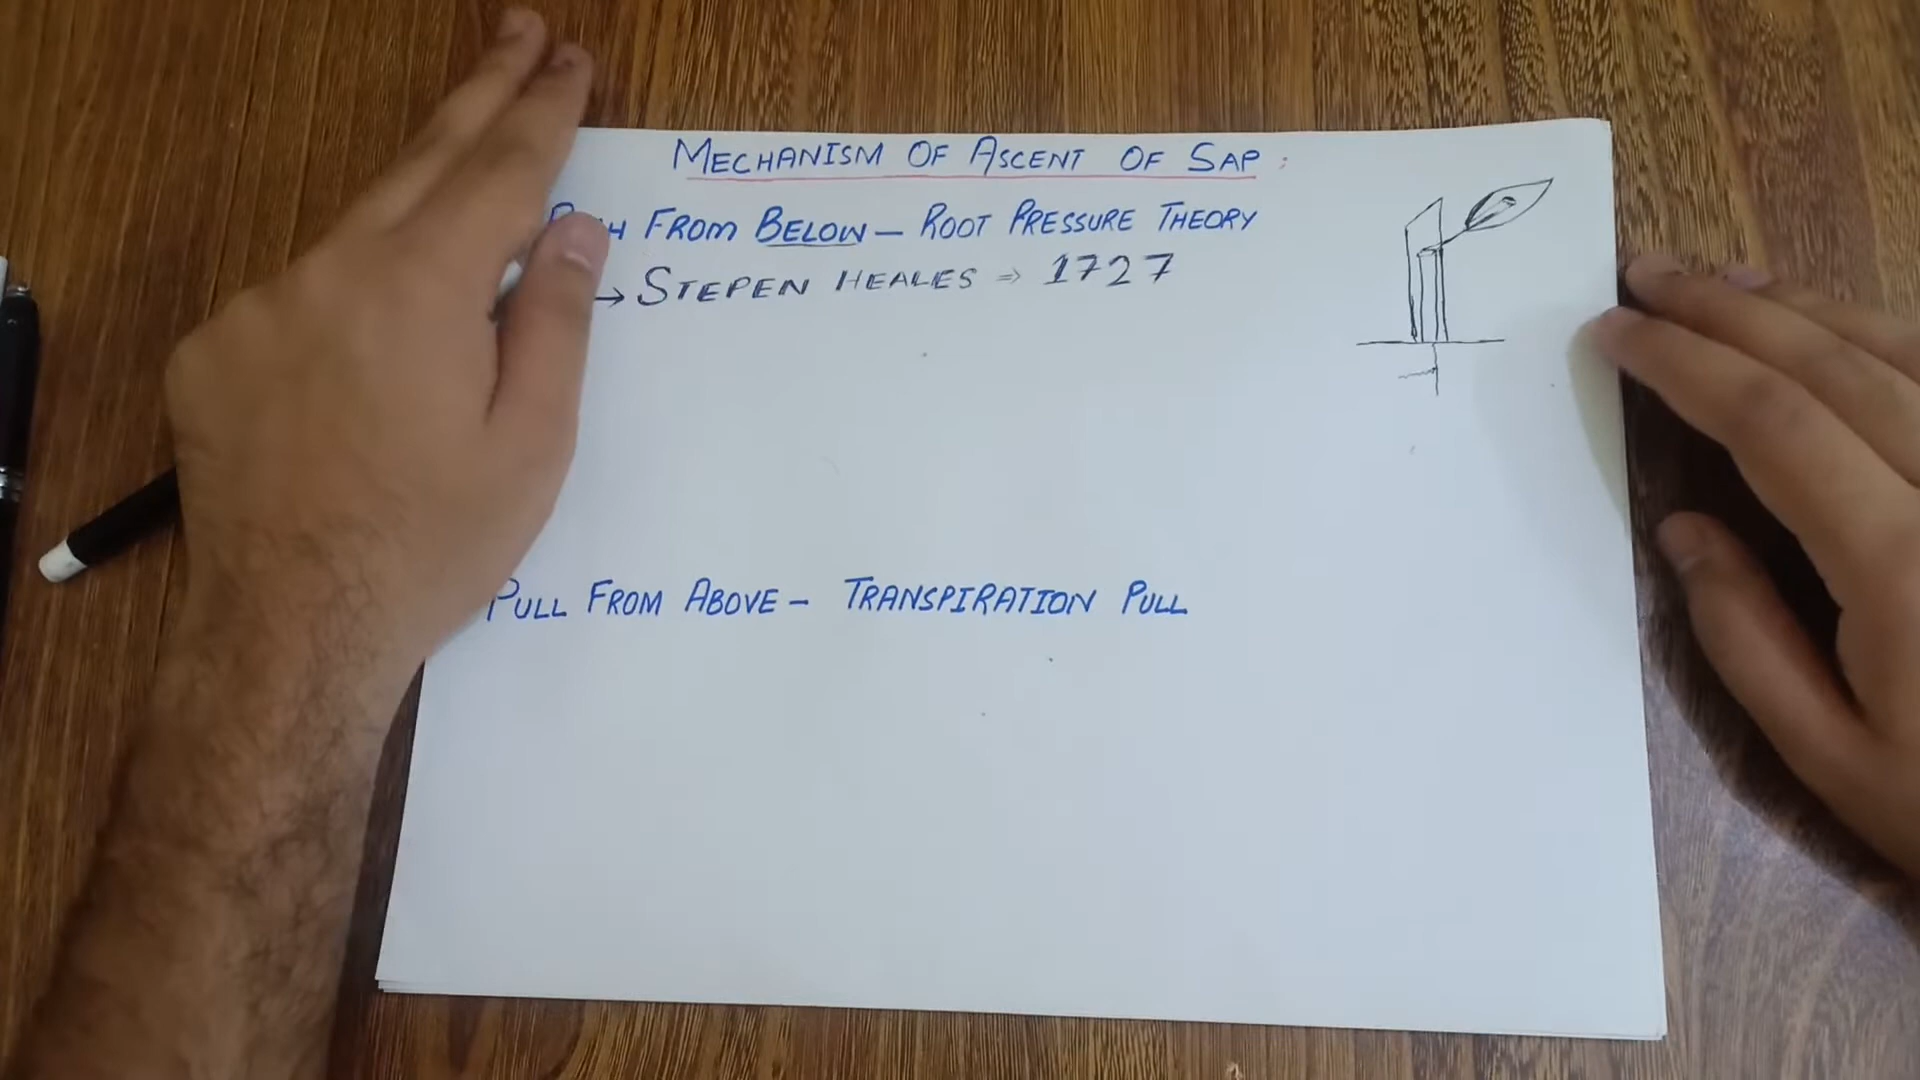 MECHANISM OF ASCENT OF SAP :
FROM BELOW — ROOT PRESSURE THEORY
→ STEPEN HEALES ⇒ 1727
PULL FROM ABOVE — TRANSPIRATION PULL